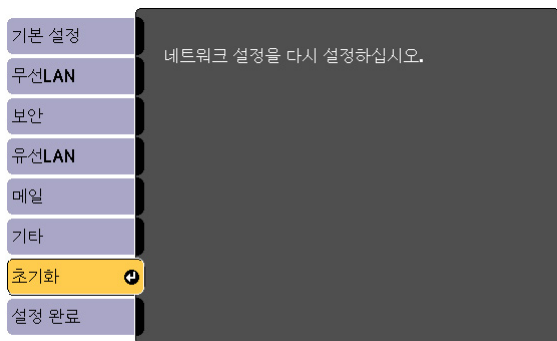 기본 설정
무선LAN
보안
유선LAN
메일
기타
초기화
설정 완료
네트워크 설정을 다시 설정하십시오.